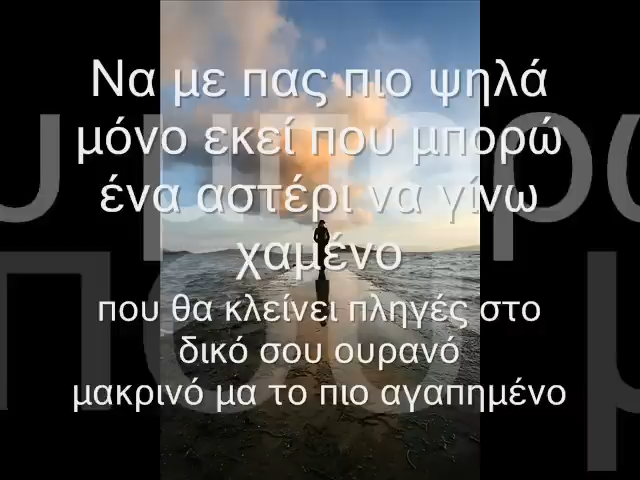 Να με πας πιο ψηλά
μόνο εκεί που μπορώ
ένα αστέρι να γίνω
χαμένο
που θα κλείνει πληγές στο
δικό σου ουρανό
μακρινό μα το πιο αγαπημένο